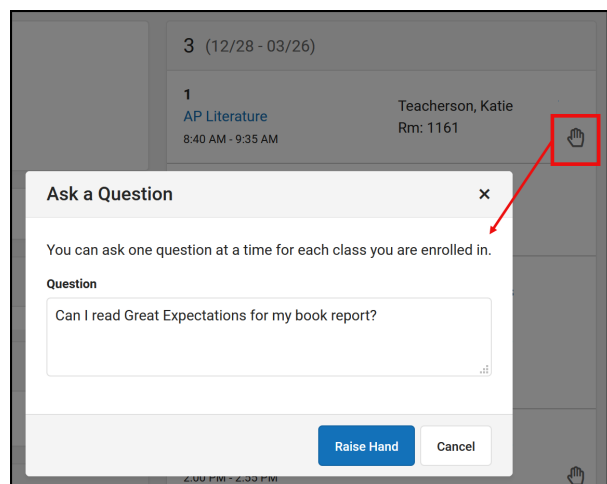 3 (12/28 - 03/26)
1
AP Literature
8:40 AM - 9:35 AM
Teacherson, Katie
Rm: 1161
Ask a Question ×
You can ask one question at a time for each class you are enrolled in.
Question
Can I read Great Expectations for my book report?
Raise Hand Cancel
2:00 PM - 2:55 PM